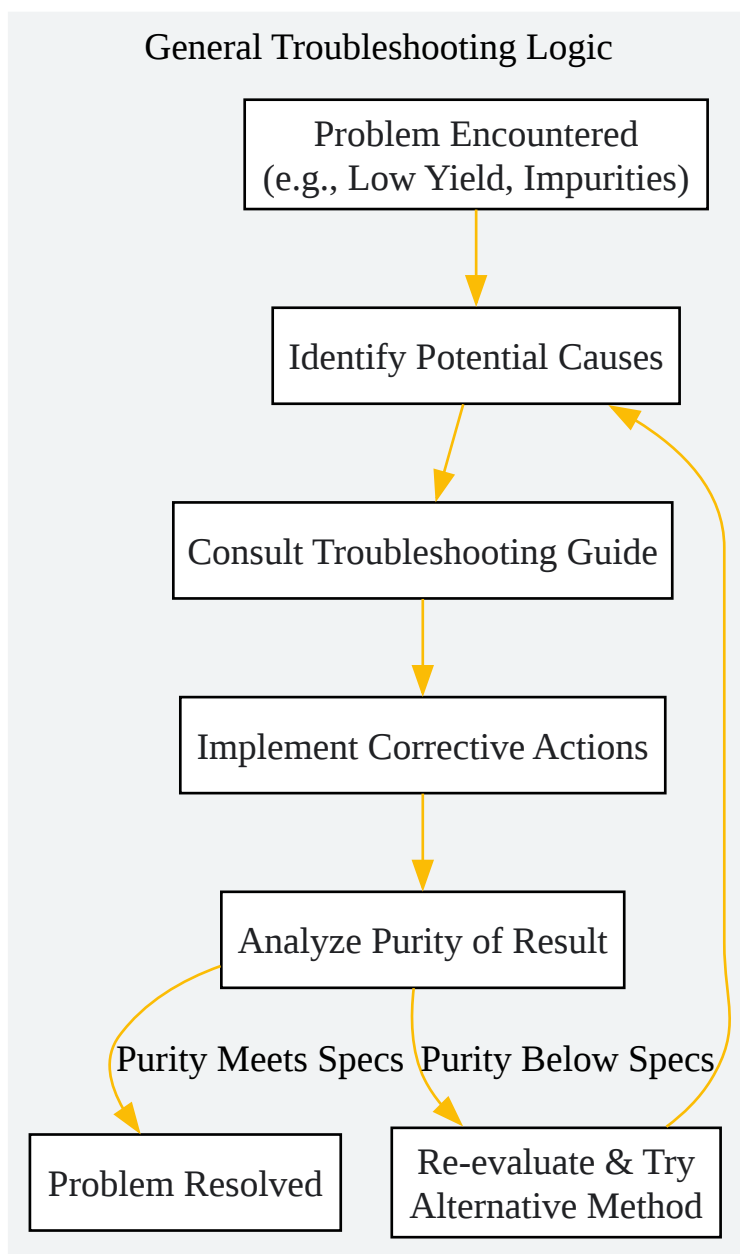 General Troubleshooting Logic
Problem Encountered
(e.g., Low Yield, Impurities)
Identify Potential Causes
Consult Troubleshooting Guide
Implement Corrective Actions
Analyze Purity of Result
Purity Meets Specs
Purity Below Specs
Problem Resolved
Re-evaluate & Try
Alternative Method